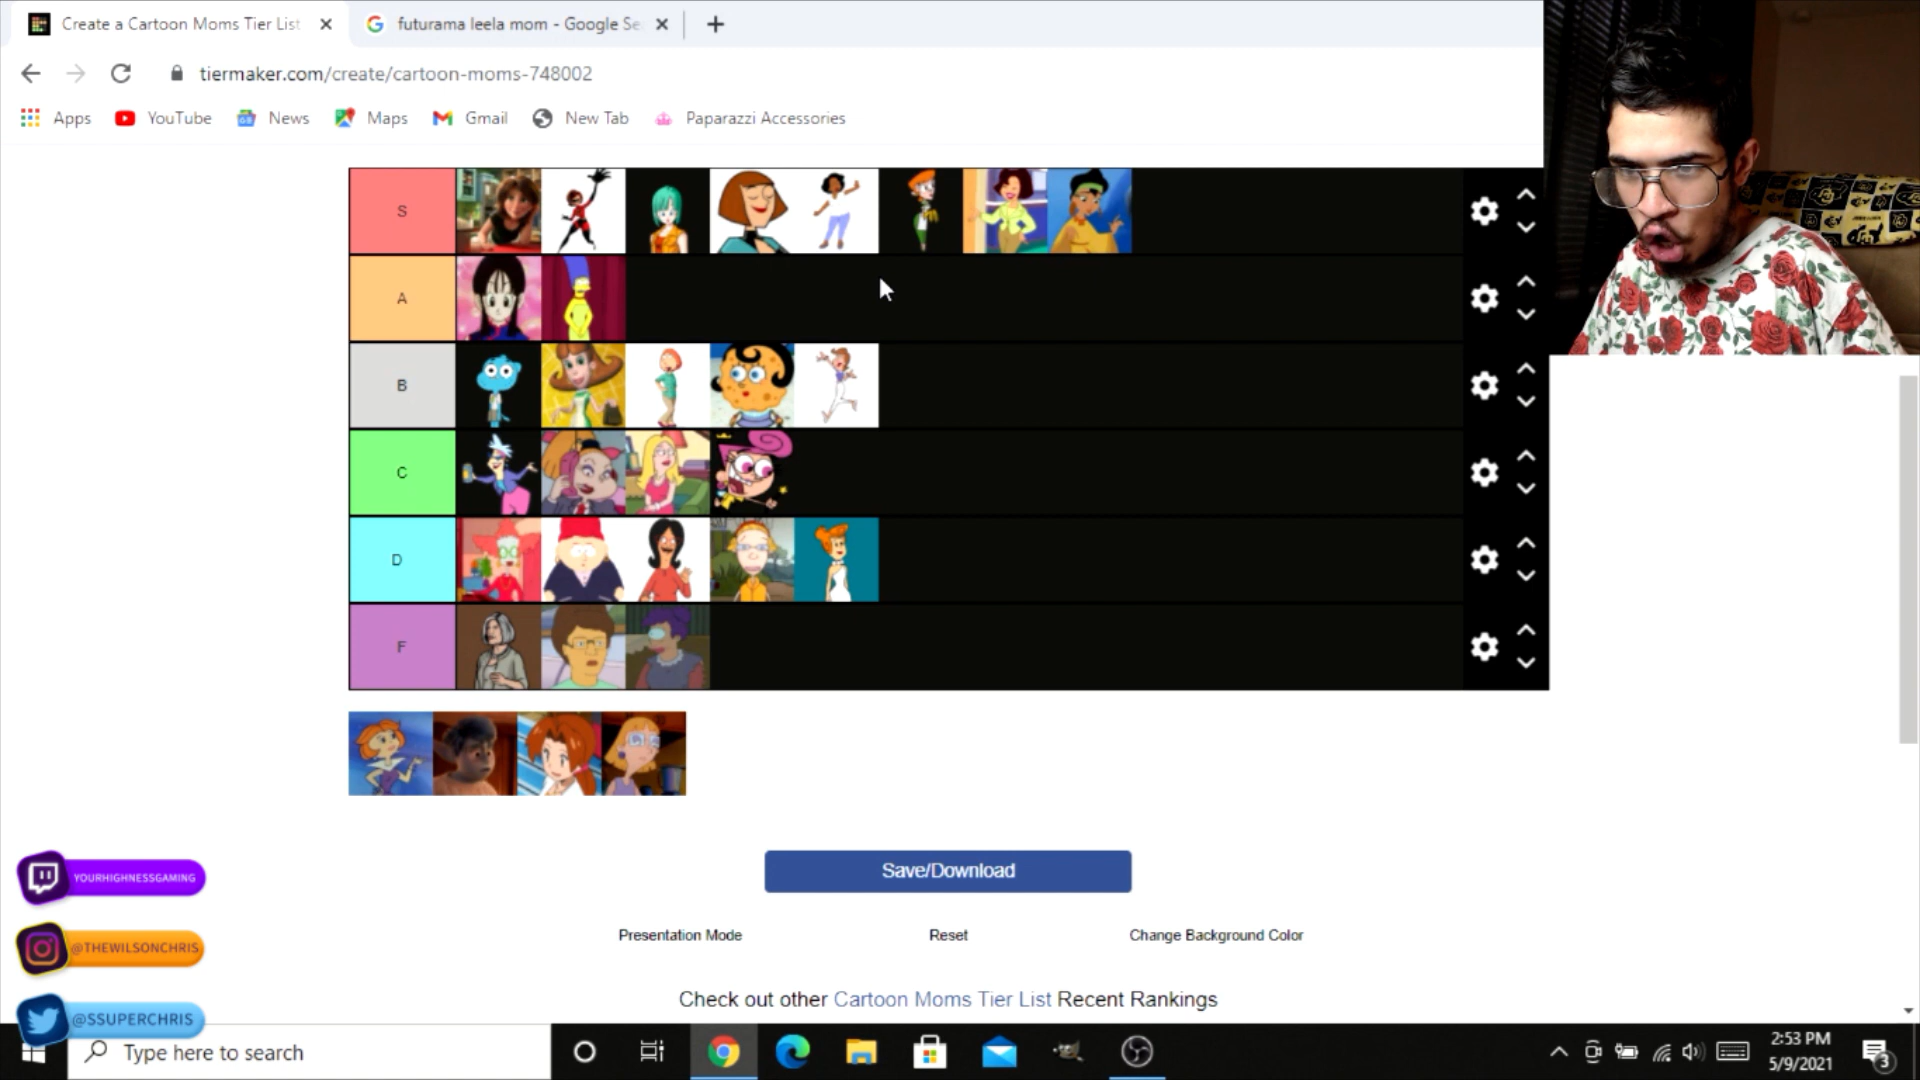 Create a Cartoon Moms Tier List
futurama leela mom - Google Se
tiermaker.com/create/cartoon-moms-748002
Apps YouTube News Maps Gmail New Tab Paparazzi Accessories
S
A
B
C
D
F
Save/Download
Presentation Mode Reset Change Background Color
Check out other Cartoon Moms Tier List Recent Rankings
YOURHIGHNESSGAMING
@THEWILSONCHRIS
@SSUPERCHRIS
Type here to search
2:53 PM
5/9/2021
3